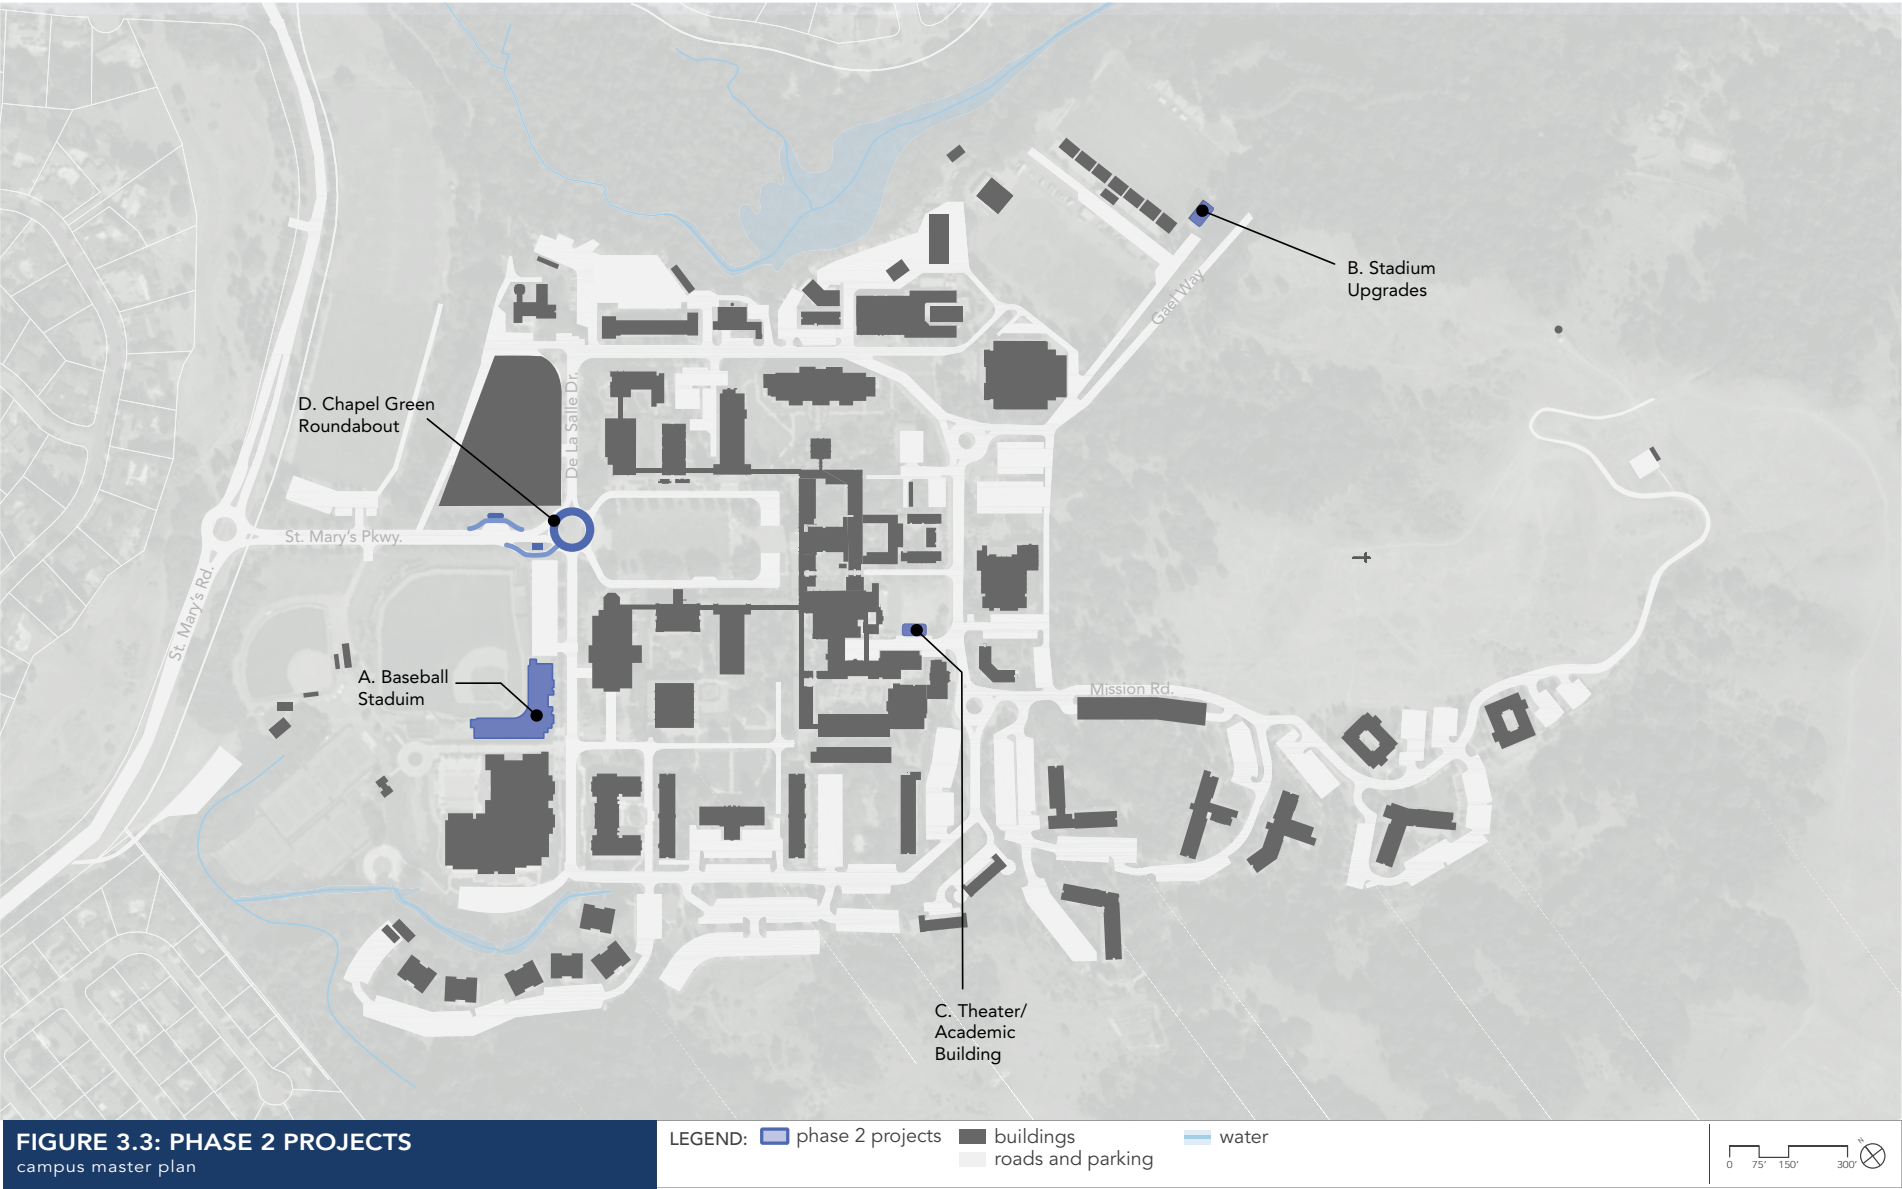 B. Stadium
Upgrades
Gael Way
D. Chapel Green
Roundabout
De La Salle Dr.
St. Mary's Pkwy.
St. Mary's Rd.
A. Baseball
Staduim
Mission Rd.
C. Theater/
Academic
Building
FIGURE 3.3: PHASE 2 PROJECTS
campus master plan
LEGEND:
phase 2 projects
buildings
roads and parking
water
0 75' 150' 300'
N